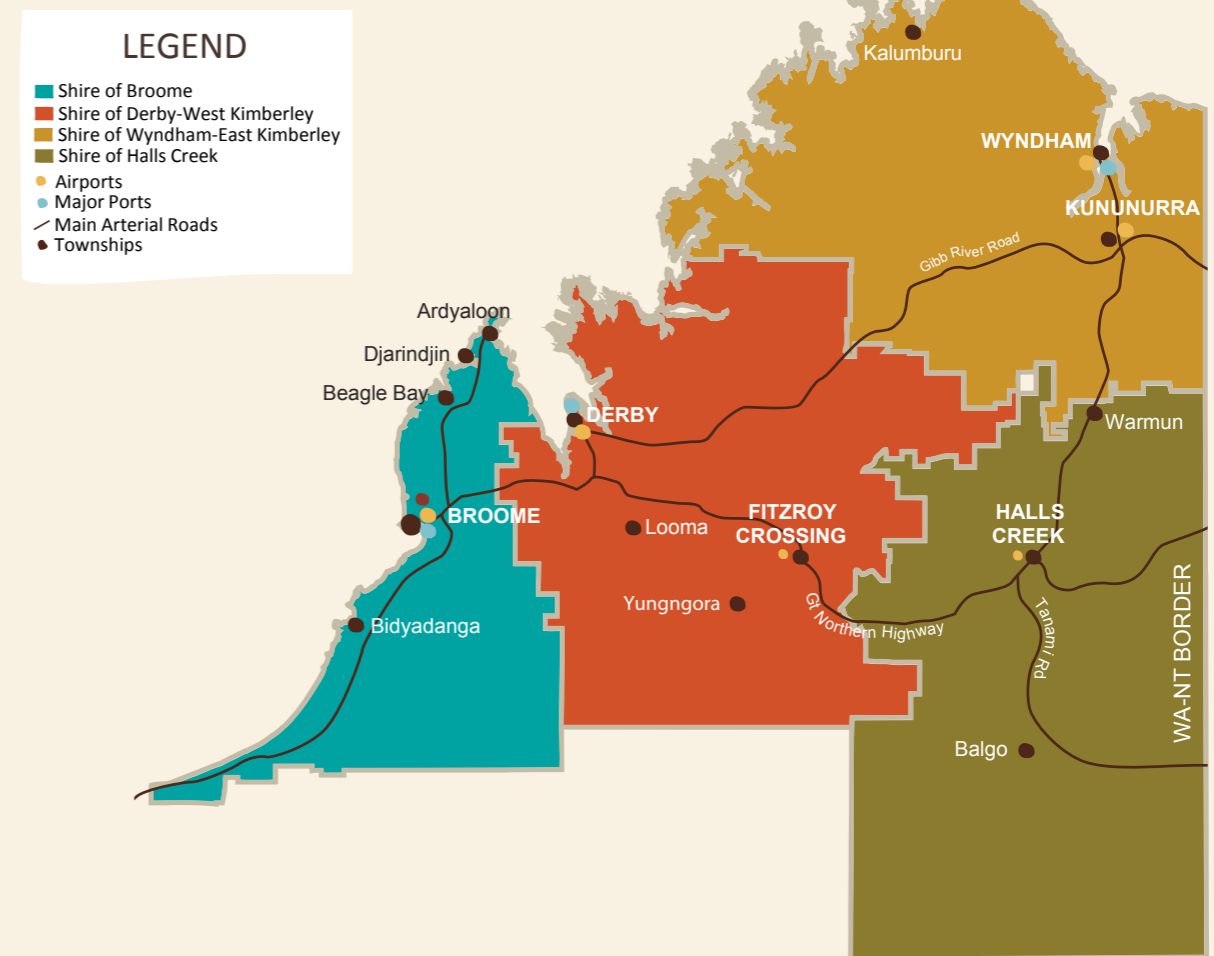 LEGEND
Shire of Broome
Shire of Derby-West Kimberley
Shire of Wyndham-East Kimberley
Shire of Halls Creek
Airports
Major Ports
Main Arterial Roads
Townships
Kalumburu
WYNDHAM
KUNUNURRA
Gibb River Road
Ardyaloon
Djarindjin
Beagle Bay
DERBY
Warmun
BROOME
Looma
FITZROY
CROSSING
HALLS
CREEK
Yungngora
Gt Northern Highway
Tanami Rd
Bidyadanga
WA-NT BORDER
Balgo